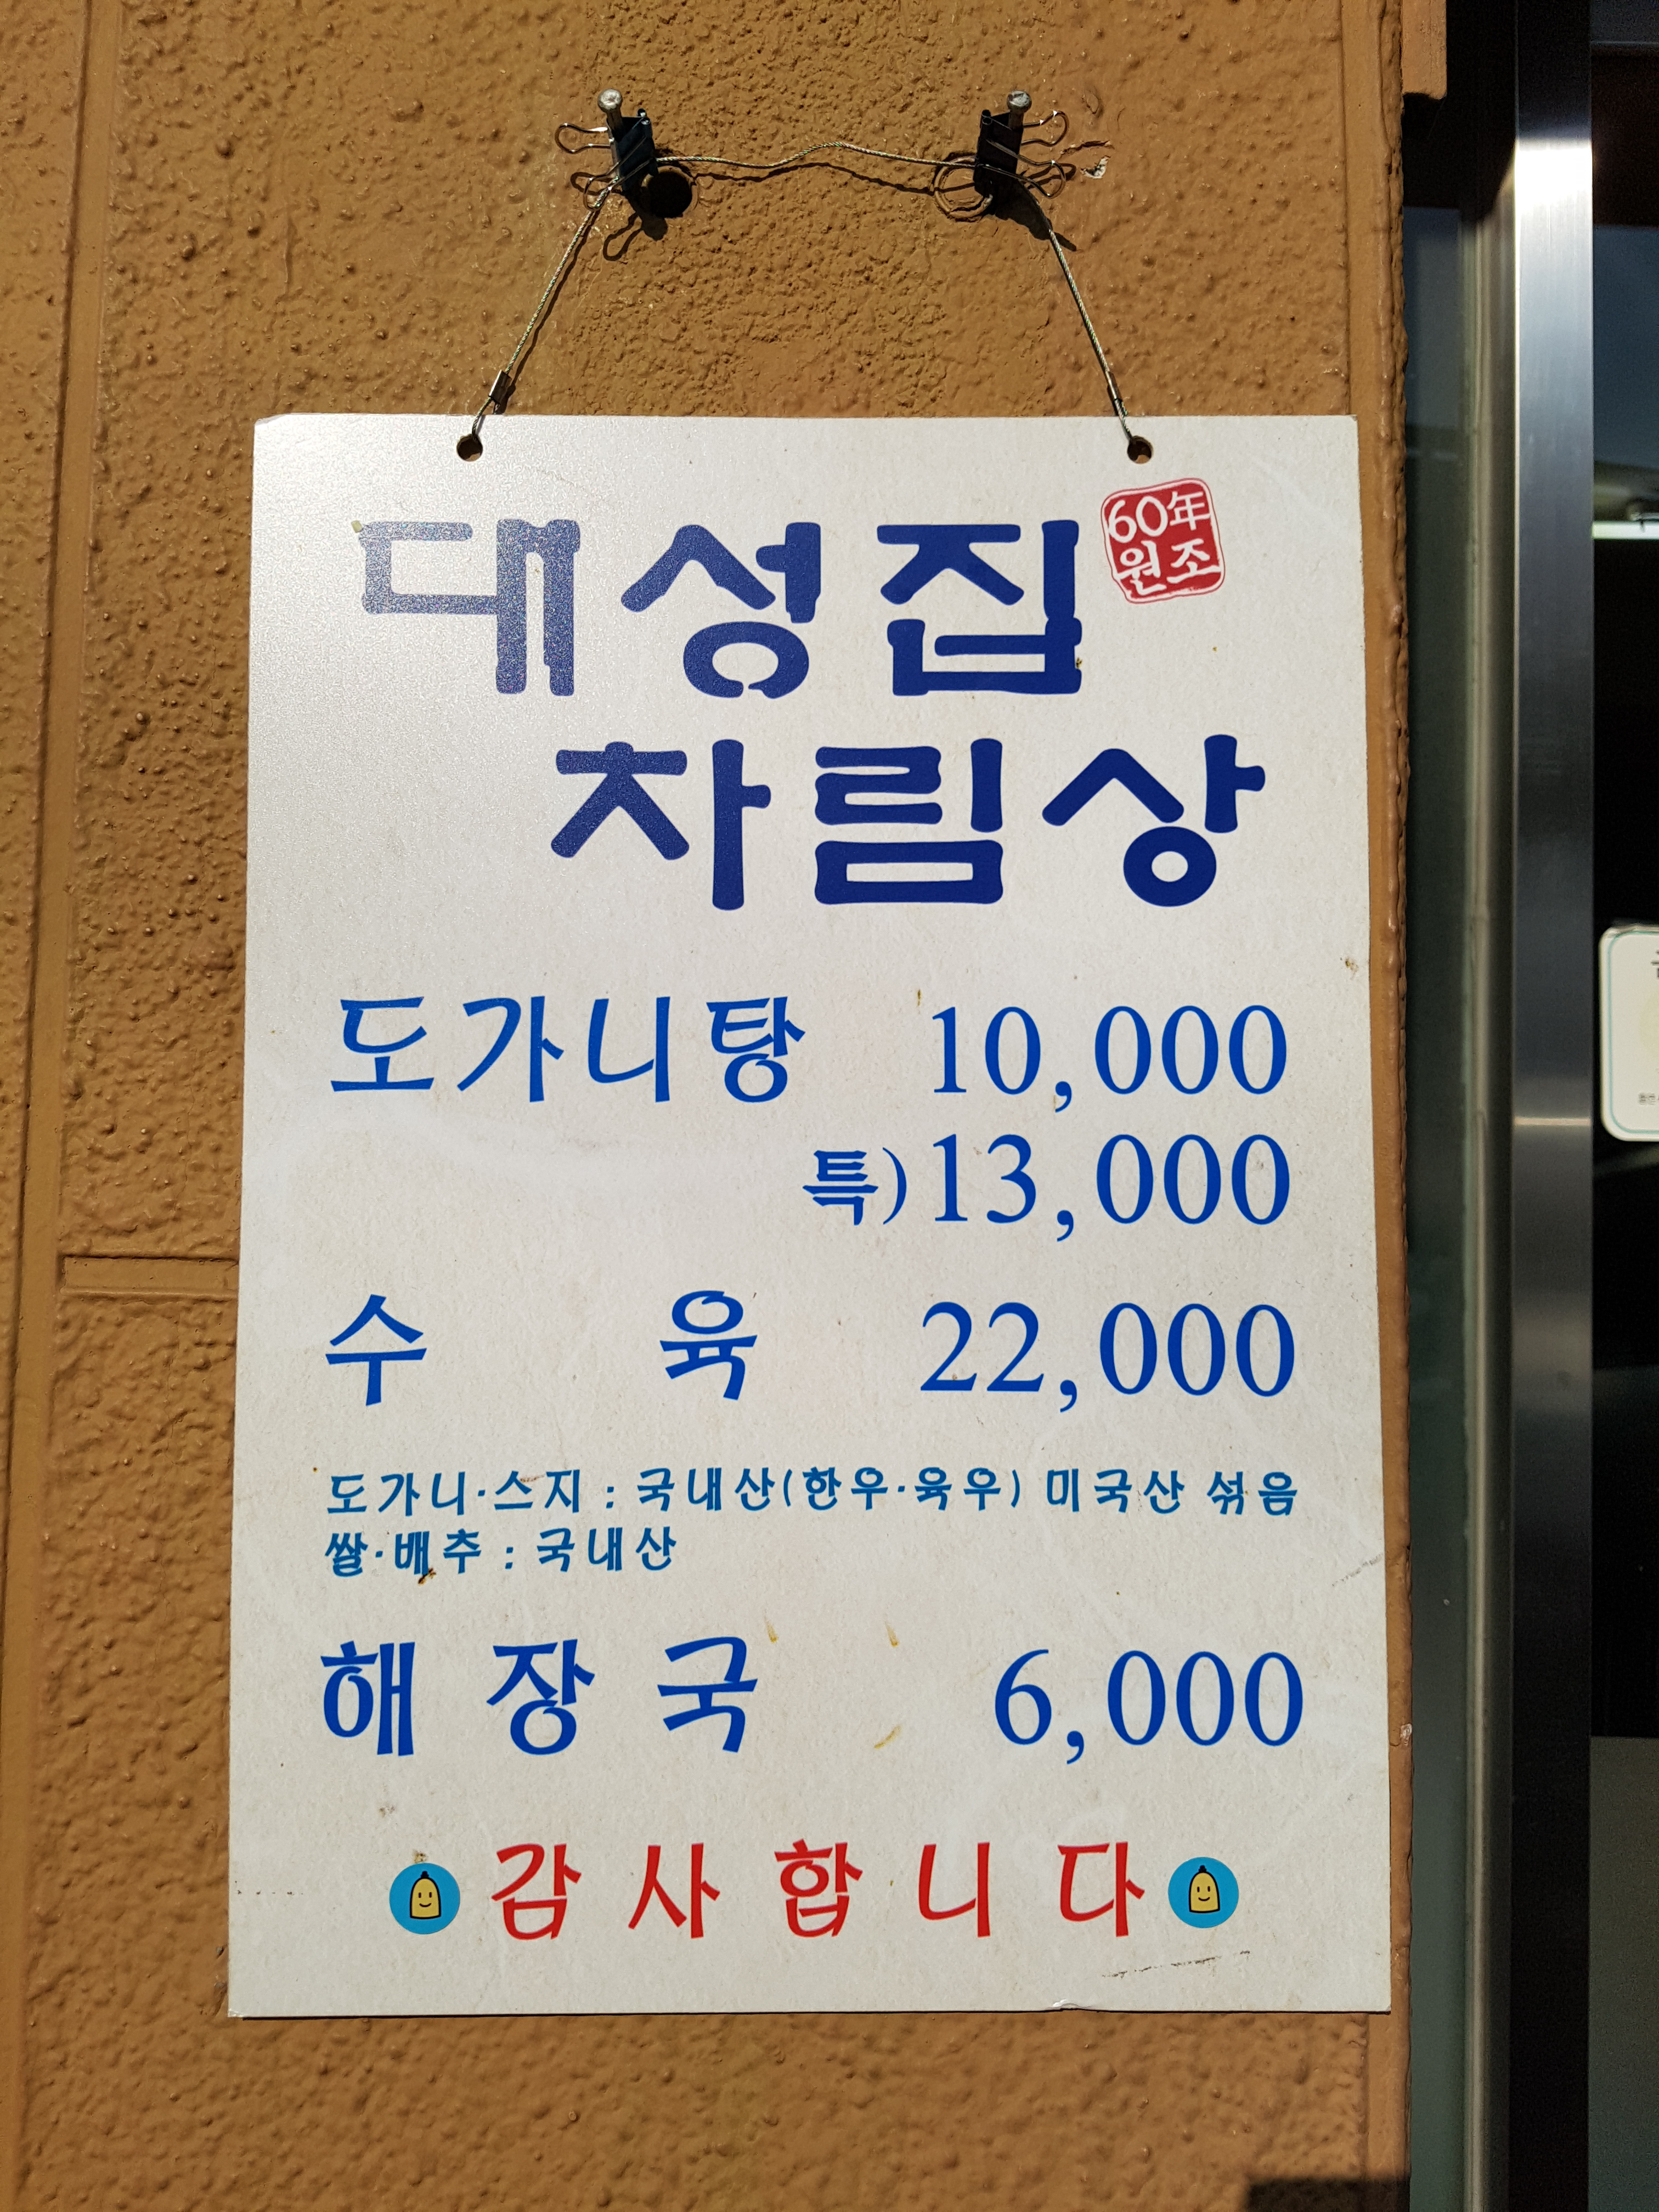 대성집
60年
원조
차림상
도가니탕 10,000
특) 13,000
수 육 22,000
도가니·스지 : 국내산(한우·육우) 미국산 섞음
쌀·배추 : 국내산
해장국 6,000
감사합니다